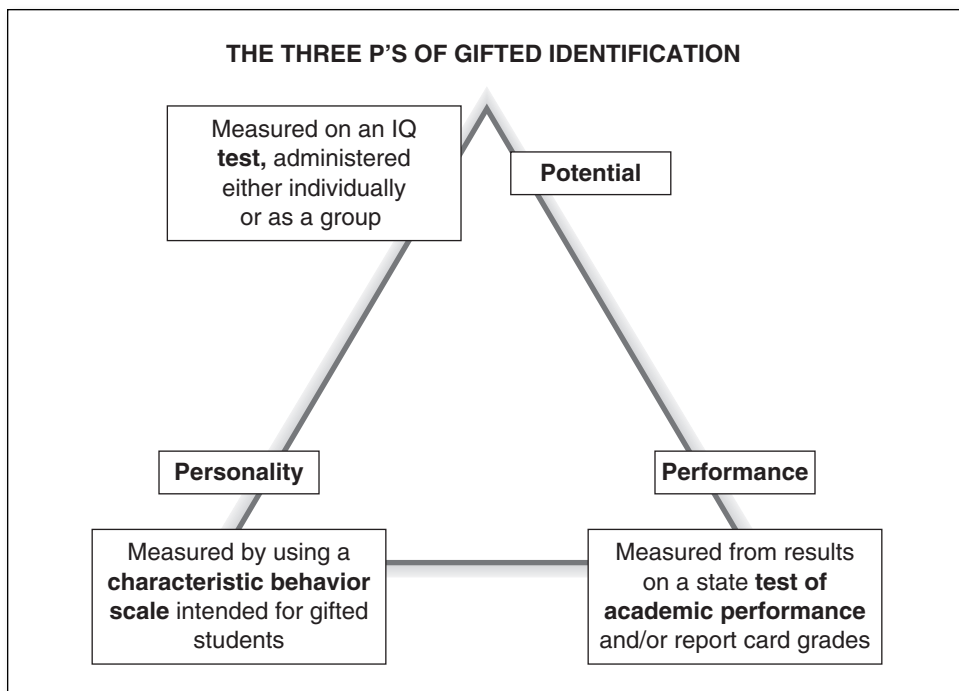 THE THREE P'S OF GIFTED IDENTIFICATION
Measured on an IQ
test, administered
either individually
or as a group
Potential
Personality
Measured by using a
characteristic behavior
scale intended for gifted
students
Performance
Measured from results
on a state test of
academic performance
and/or report card grades